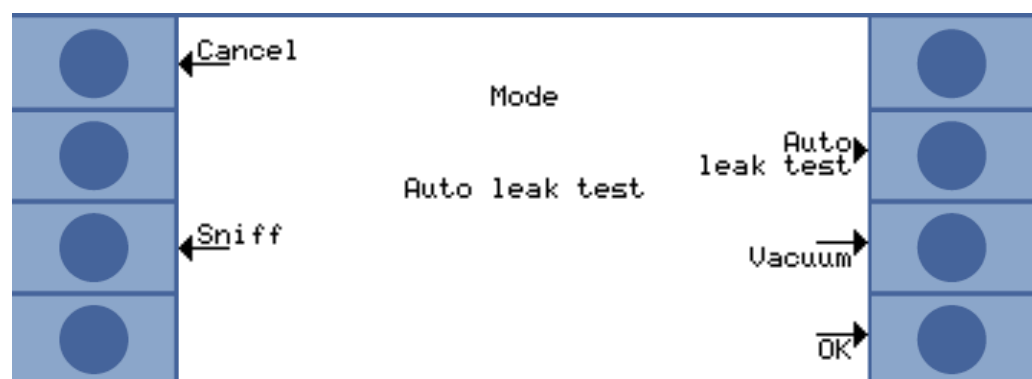 Cancel
Mode
Auto
leak test
Auto leak test
Sniff
Vacuum
OK